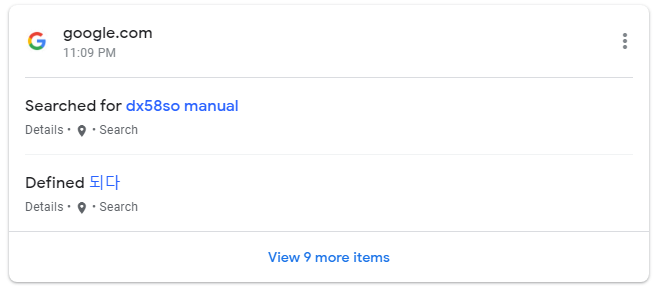 google.com
11:09 PM
Searched for dx58so manual
Details • • Search
Defined 되다
Details • • Search
View 9 more items